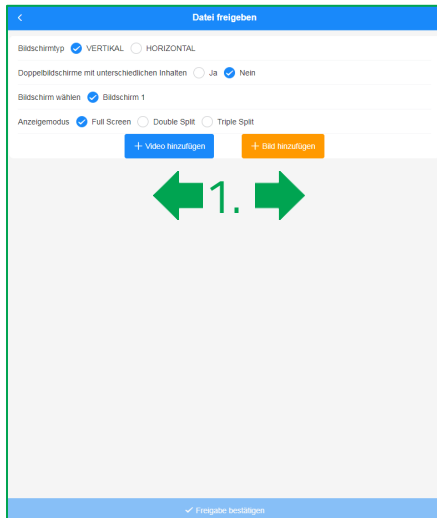 Datei freigeben
Bildschirmtyp VERTIKAL HORIZONTAL
Doppelbildschirme mit unterschiedlichen Inhalten Ja Nein
Bildschirm wählen Bildschirm 1
Anzeigemodus Full Screen Double Split Triple Split
+ Video hinzufügen + Bild hinzufügen
1.
Freigabe bestätigen